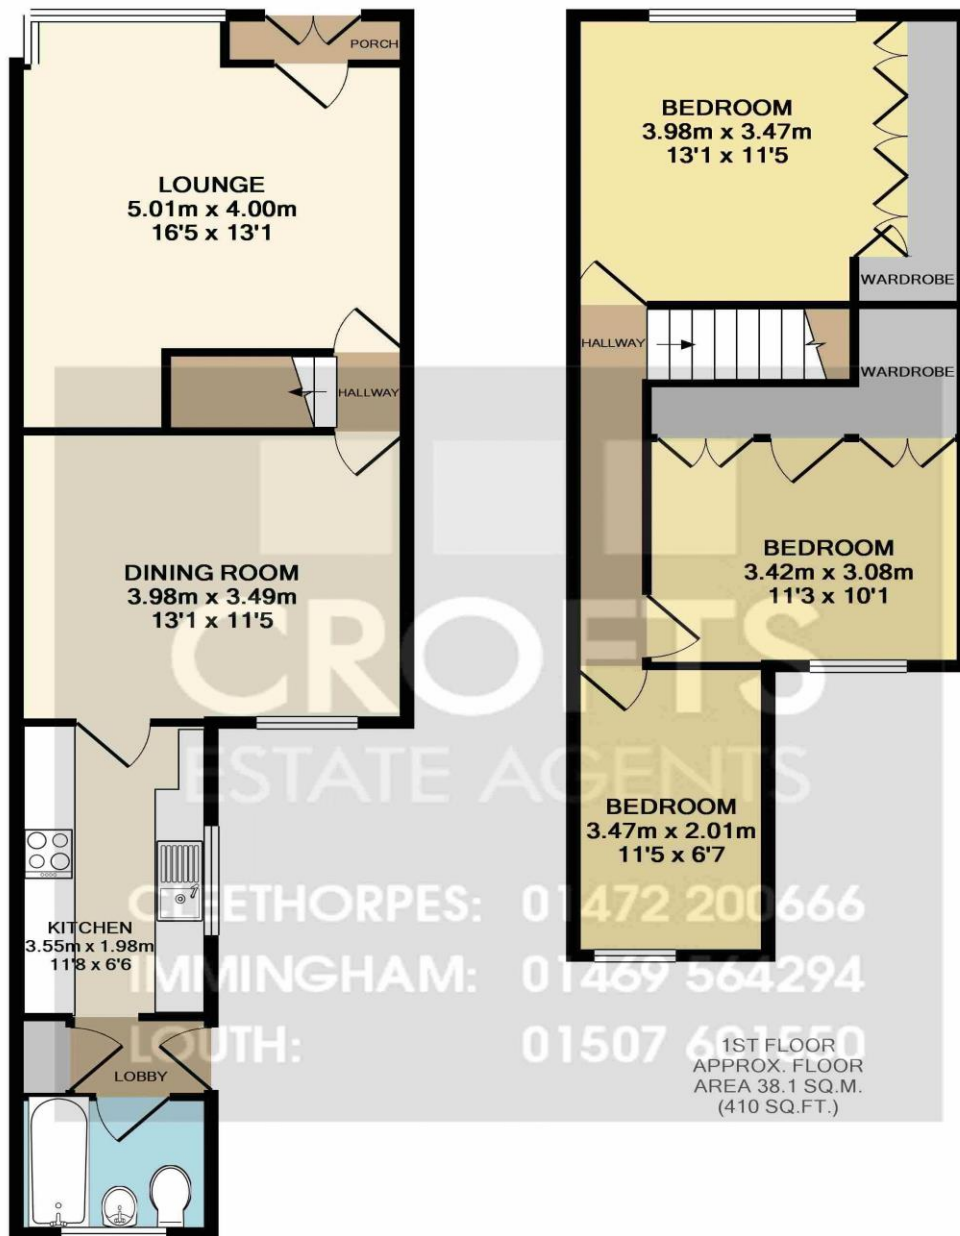 PORCH
LOUNGE
5.01m x 4.00m
16'5 x 13'1
HALLWAY
DINING ROOM
3.98m x 3.49m
13'1 x 11'5
KITCHEN
3.55m x 1.98m
11'8 x 6'6
LOBBY
BEDROOM
3.98m x 3.47m
13'1 x 11'5
WARDROBE
HALLWAY
WARDROBE
BEDROOM
3.42m x 3.08m
11'3 x 10'1
BEDROOM
3.47m x 2.01m
11'5 x 6'7
1ST FLOOR
APPROX. FLOOR
AREA 38.1 SQ.M.
(410 SQ.FT.)
CROFTS
ESTATE AGENTS
CLEETHORPES: 01472 200666
IMMINGHAM: 01469 564294
LOUTH: 01507 601550